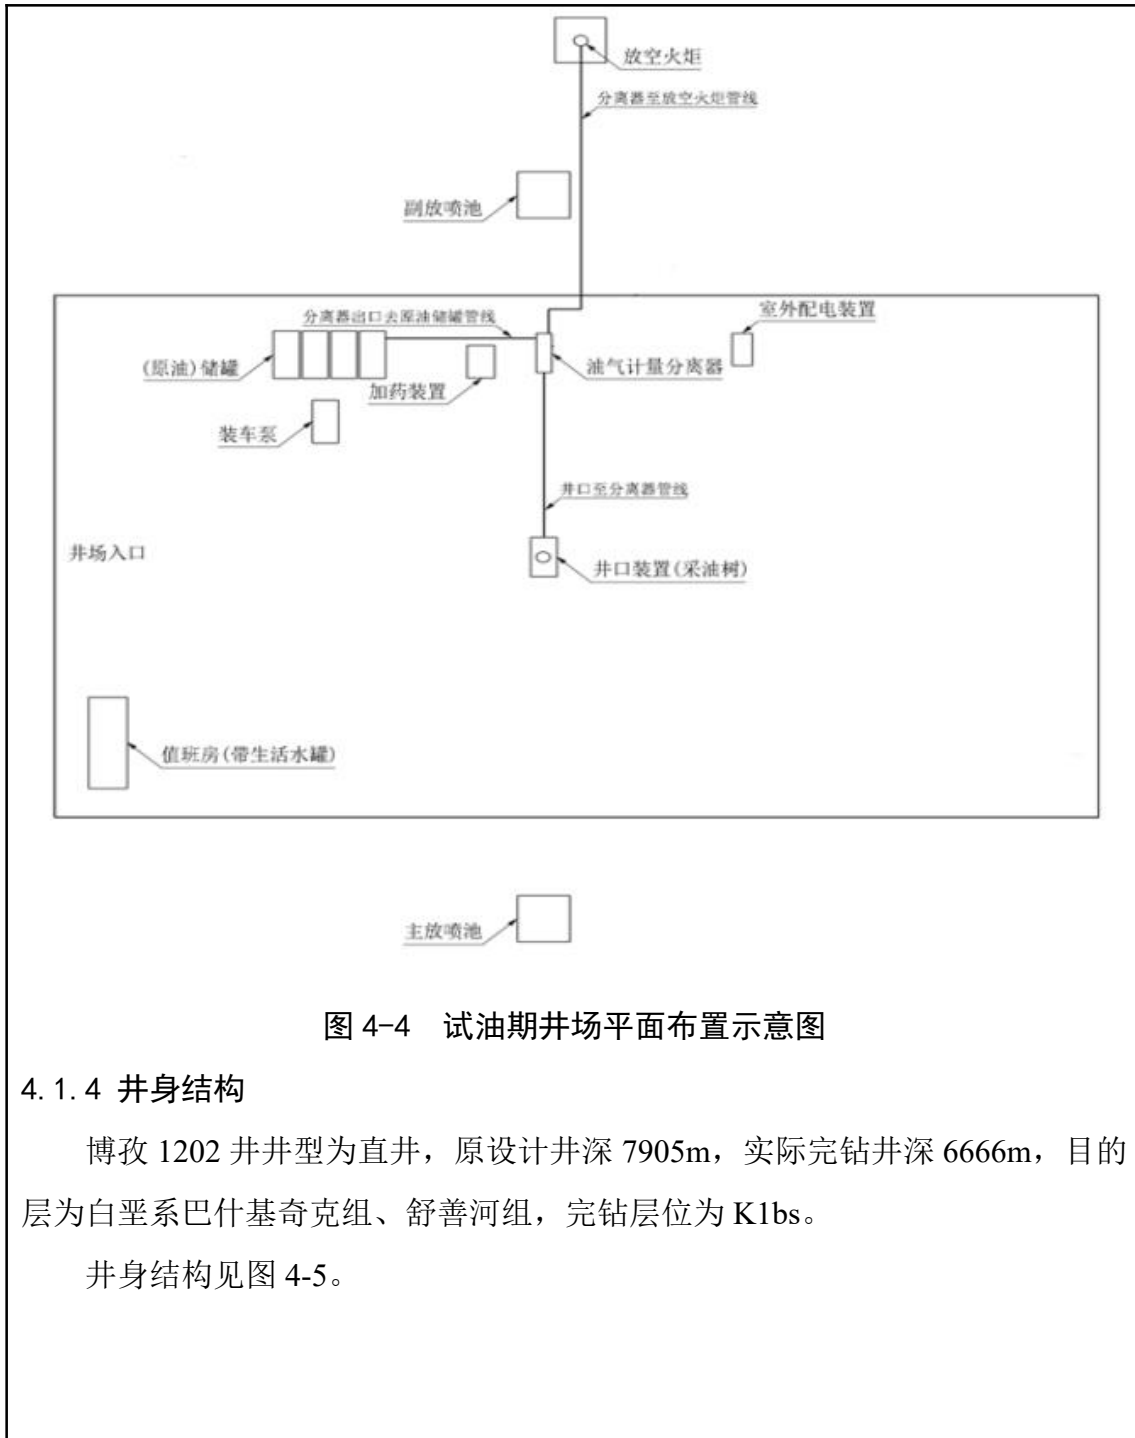 放空火炬
分离器至放空火炬管线
副放喷池
室外配电装置
分离器出口去原油储罐管线
(原油)储罐
油气计量分离器
加药装置
装车泵
井口至分离器管线
井场入口
井口装置(采油树)
值班房(带生活水罐)
主放喷池
图 4-4 试油期井场平面布置示意图
4.1.4 井身结构
博孜 1202 井井型为直井，原设计井深 7905m，实际完钻井深 6666m，目的
层为白垩系巴什基奇克组、舒善河组，完钻层位为 K1bs。
井身结构见图 4-5。